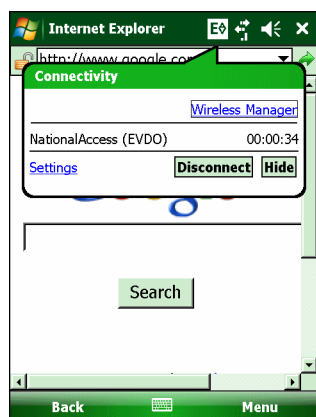 Internet Explorer
http://www.google.co
Connectivity
Wireless Manager
NationalAccess (EVDO) 00:00:34
Settings Disconnect Hide
Search
Back Menu